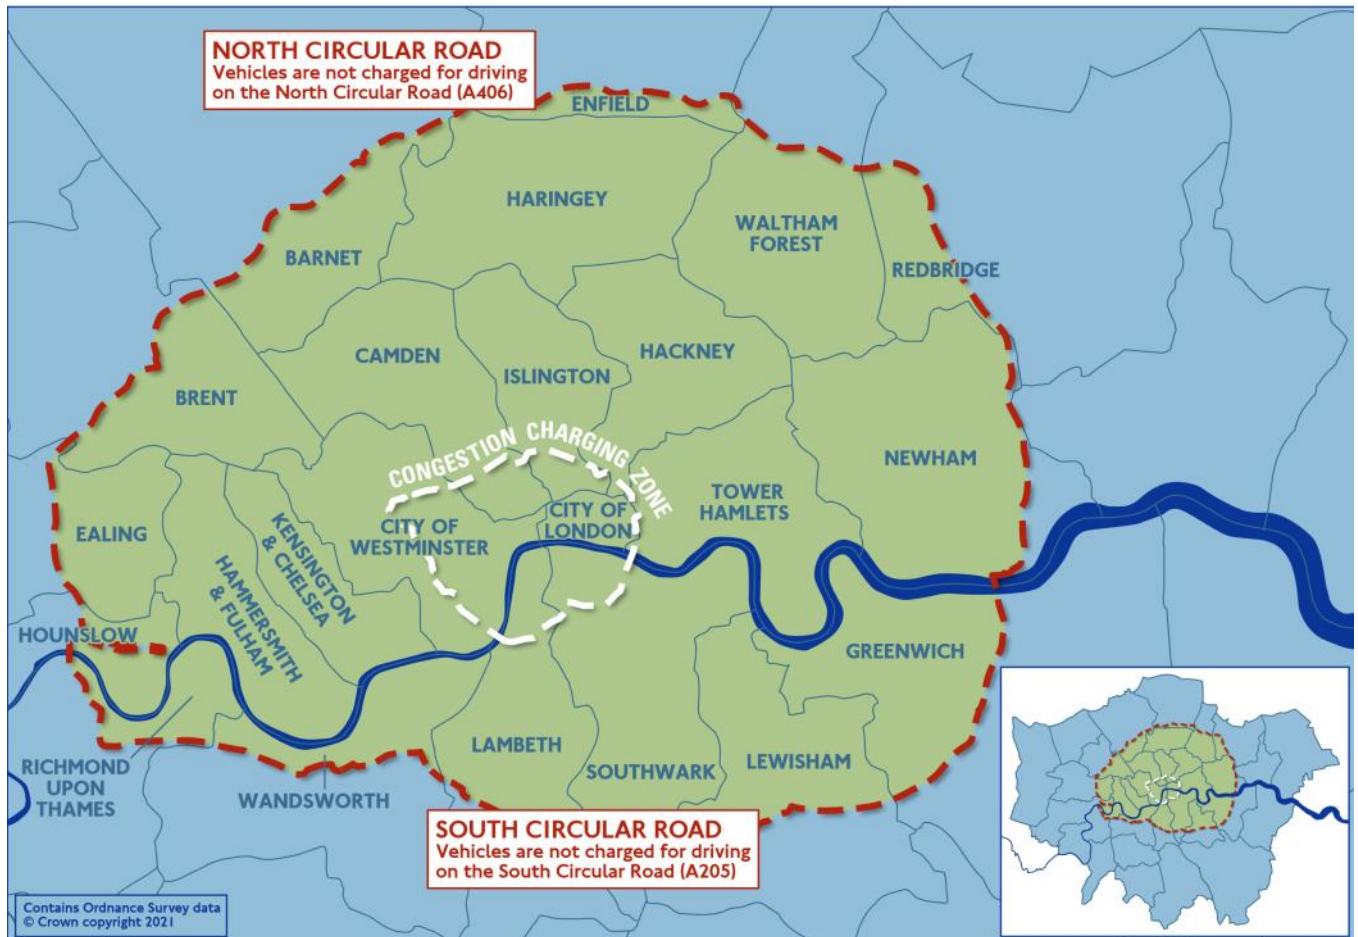 NORTH CIRCULAR ROAD
Vehicles are not charged for driving
on the North Circular Road (A406)
ENFIELD
HARINGEY
WALTHAM
FOREST
BARNET
REDBRIDGE
CAMDEN
HACKNEY
ISLINGTON
BRENT
CONGESTION CHARGING ZONE
NEWHAM
TOWER
HAMLETS
CITY OF
LONDON
CITY OF
WESTMINSTER
EALING
KENSINGTON
& CHELSEA
HAMMERSMITH
& FULHAM
HOUNSLOW
GREENWICH
LAMBETH
SOUTHWARK
LEWISHAM
RICHMOND
UPON
THAMES
WANDSWORTH
SOUTH CIRCULAR ROAD
Vehicles are not charged for driving
on the South Circular Road (A205)
Contains Ordnance Survey data
© Crown copyright 2021